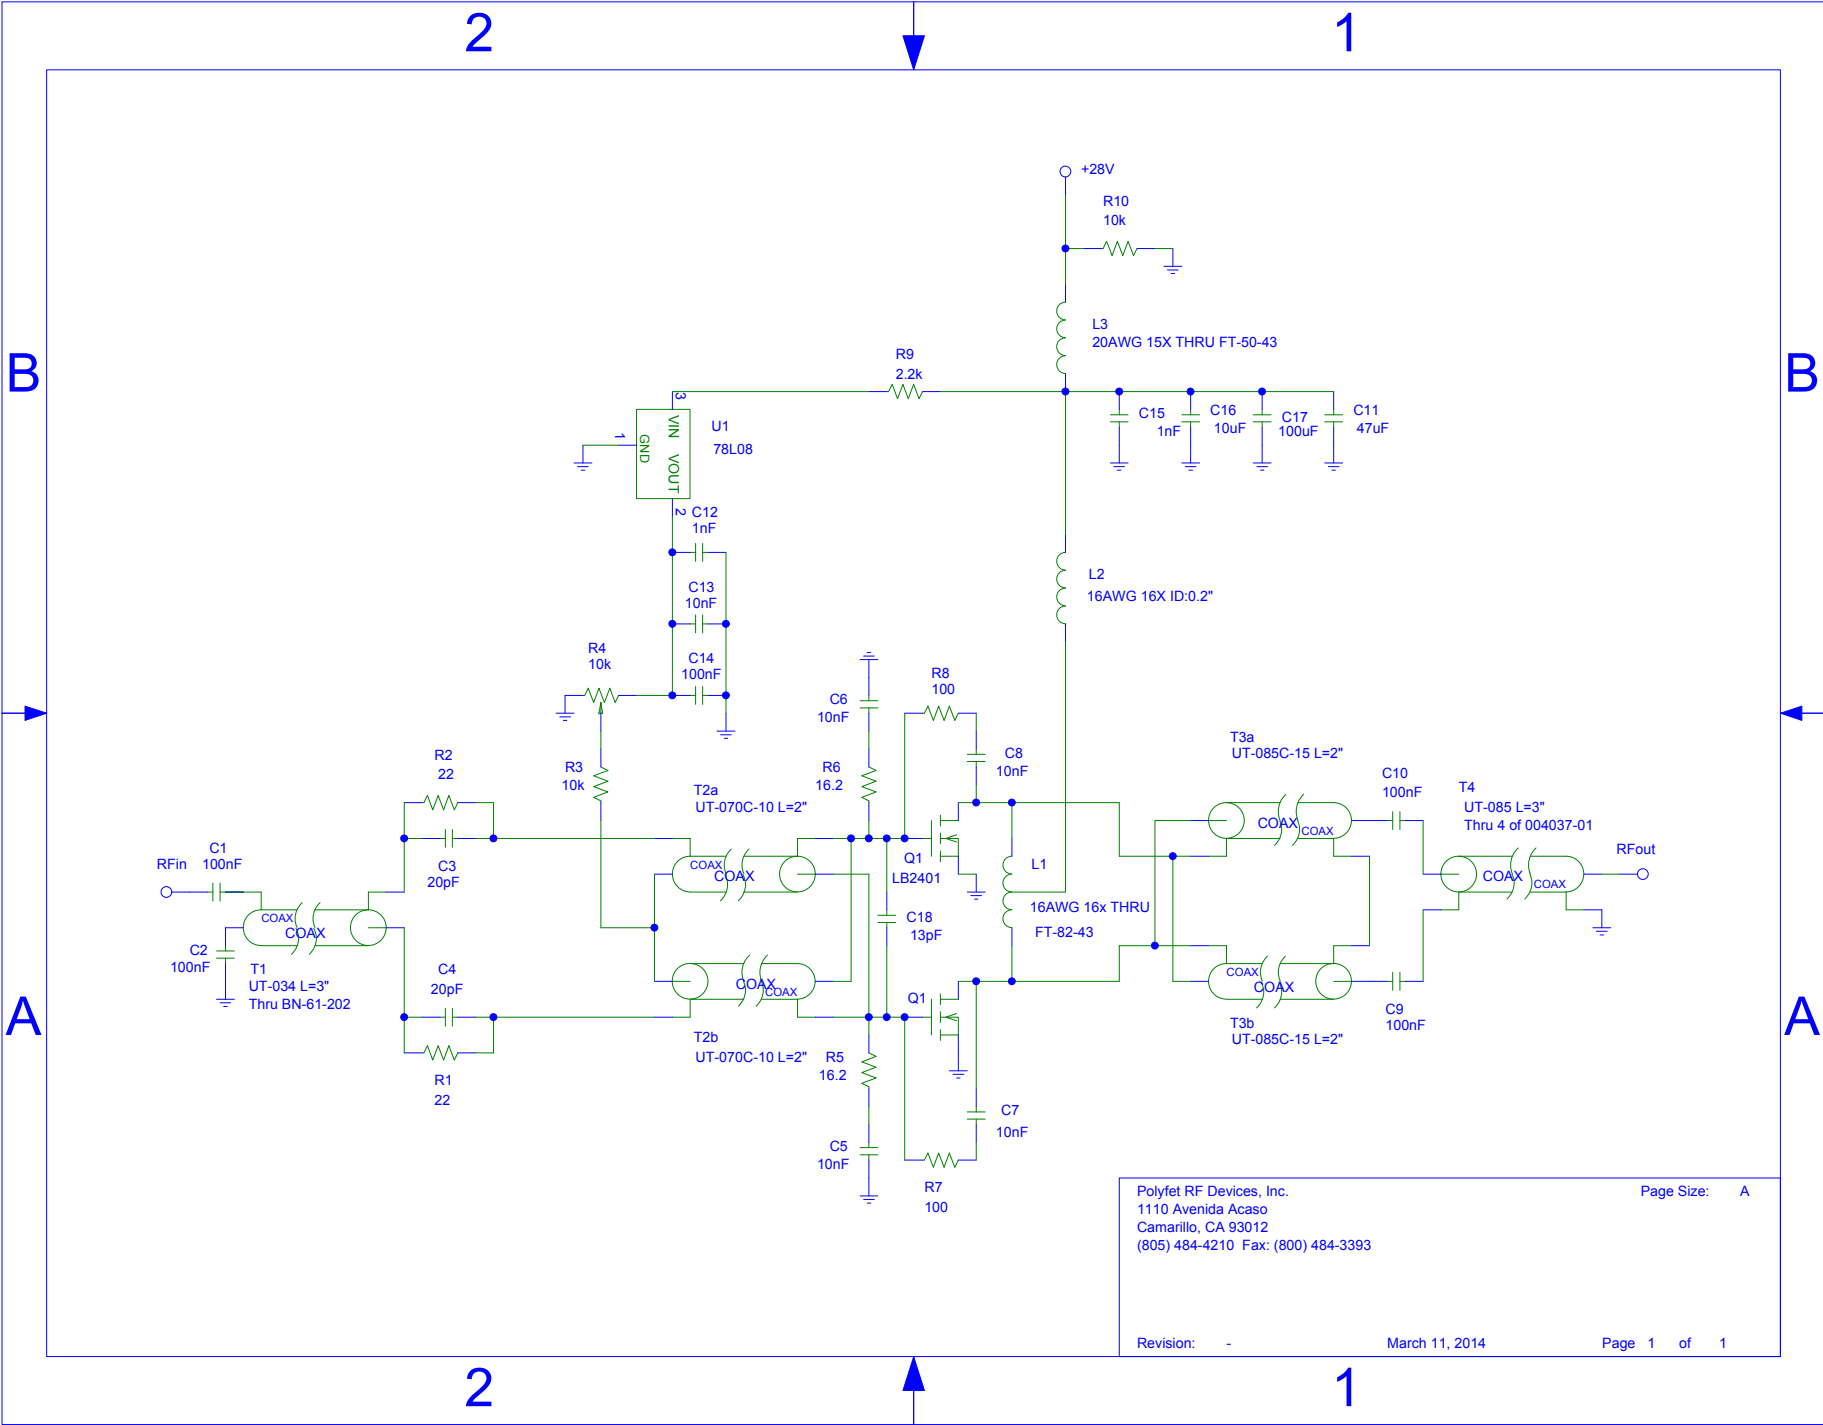 2
1
+28V
R10
10k
L3
20AWG 15X THRU FT-50-43
R9
2.2k
B
B
3
VIN
VOUT
GND
1
2
U1
78L08
C15
1nF
C16
10uF
C17
100uF
C11
47uF
C12
1nF
C13
10nF
C14
100nF
L2
16AWG 16X ID:0.2"
R4
10k
R3
10k
C6
10nF
R6
16.2
R8
100
C8
10nF
R2
22
C3
20pF
T2a
UT-070C-10 L=2"
COAX
COAX
Q1
LB2401
L1
16AWG 16x THRU
FT-82-43
C18
13pF
T3a
UT-085C-15 L=2"
COAX
COAX
C10
100nF
T4
UT-085 L=3"
Thru 4 of 004037-01
COAX
COAX
RFout
RFin
C1
100nF
COAX
COAX
C2
100nF
T1
UT-034 L=3"
Thru BN-61-202
C4
20pF
R1
22
COAX
COAX
T2b
UT-070C-10 L=2"
Q1
R5
16.2
C5
10nF
C7
10nF
R7
100
COAX
COAX
T3b
UT-085C-15 L=2"
C9
100nF
A
A
Polyfet RF Devices, Inc.
1110 Avenida Acaso
Camarillo, CA 93012
(805) 484-4210 Fax: (800) 484-3393
Page Size: A
Revision: -
March 11, 2014
Page 1 of 1
2
1